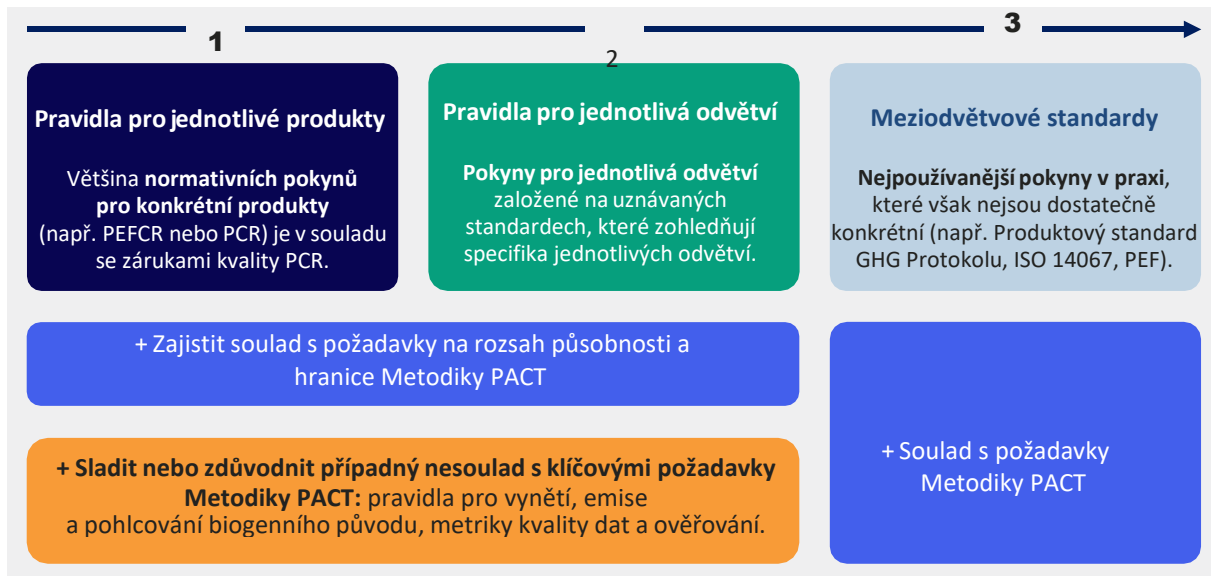 1
2
3
Pravidla pro jednotlivé produkty
Většina normativních pokynů
pro konkrétní produkty
(např. PEFCR nebo PCR) je v souladu
se zárukami kvality PCR.
Pravidla pro jednotlivá odvětví
Pokyny pro jednotlivá odvětví
založené na uznávaných
standardech, které zohledňují
specifika jednotlivých odvětví.
Meziodvětvové standardy
Nejpoužívanější pokyny v praxi,
které však nejsou dostatečně
konkrétní (např. Produktový standard
GHG Protokolu, ISO 14067, PEF).
+ Zajistit soulad s požadavky na rozsah působnosti a
hranice Metodiky PACT
+ Sladit nebo zdůvodnit případný nesoulad s klíčovými požadavky
Metodiky PACT: pravidla pro vynětí, emise
a pohlcování biogenního původu, metriky kvality dat a ověřování.
+ Soulad s požadavky
Metodiky PACT